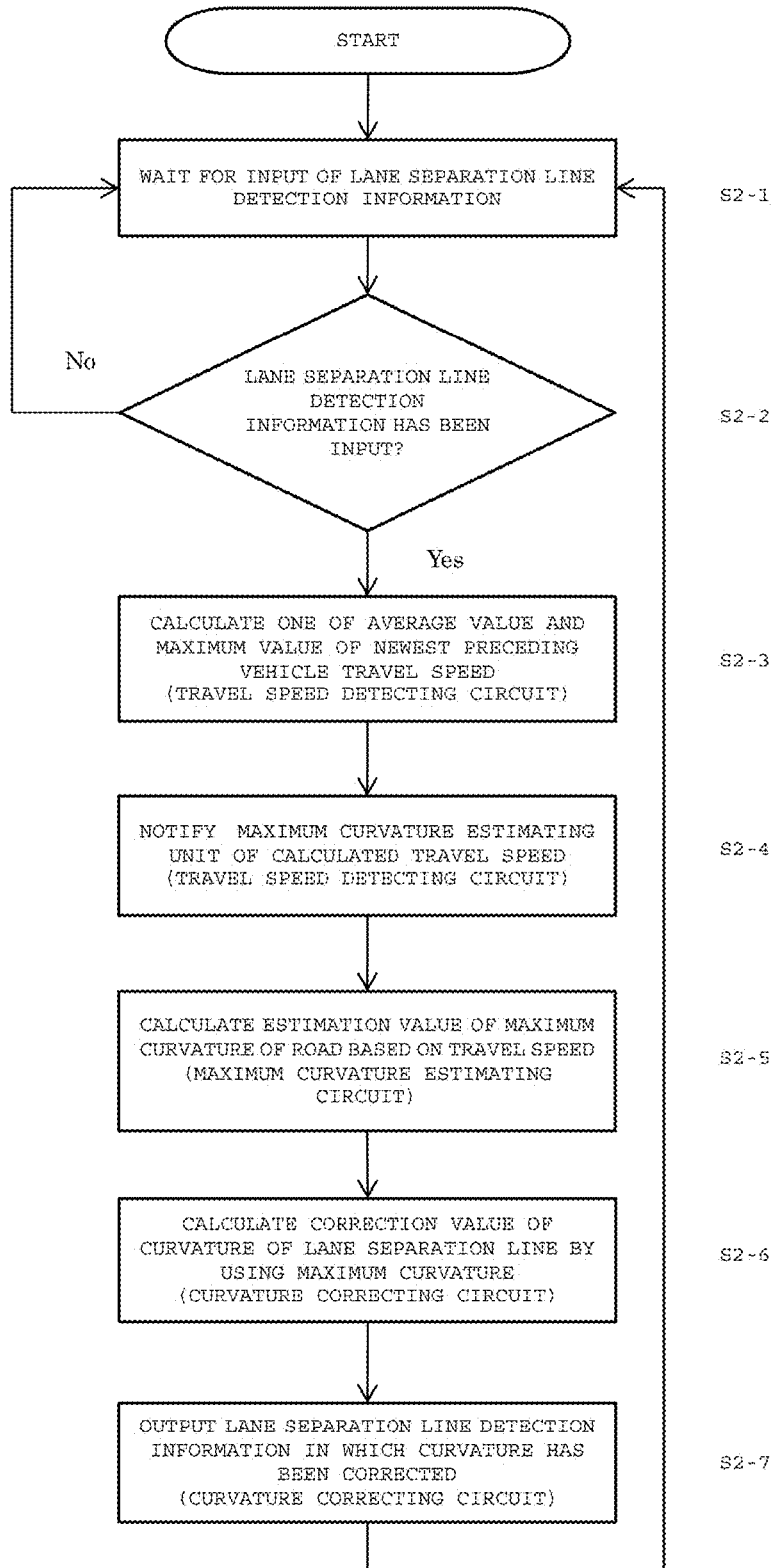 START
WAIT FOR INPUT OF LANE SEPARATION LINE
DETECTION INFORMATION
S2-1
No
LANE SEPARATION LINE
DETECTION
INFORMATION HAS BEEN
INPUT?
S2-2
Yes
CALCULATE ONE OF AVERAGE VALUE AND
MAXIMUM VALUE OF NEWEST PRECEDING
VEHICLE TRAVEL SPEED
(TRAVEL SPEED DETECTING CIRCUIT)
S2-3
NOTIFY MAXIMUM CURVATURE ESTIMATING
UNIT OF CALCULATED TRAVEL SPEED
(TRAVEL SPEED DETECTING CIRCUIT)
S2-4
CALCULATE ESTIMATION VALUE OF MAXIMUM
CURVATURE OF ROAD BASED ON TRAVEL SPEED
(MAXIMUM CURVATURE ESTIMATING
CIRCUIT)
S2-5
CALCULATE CORRECTION VALUE OF
CURVATURE OF LANE SEPARATION LINE BY
USING MAXIMUM CURVATURE
(CURVATURE CORRECTING CIRCUIT)
S2-6
OUTPUT LANE SEPARATION LINE DETECTION
INFORMATION IN WHICH CURVATURE HAS
BEEN CORRECTED
(CURVATURE CORRECTING CIRCUIT)
S2-7